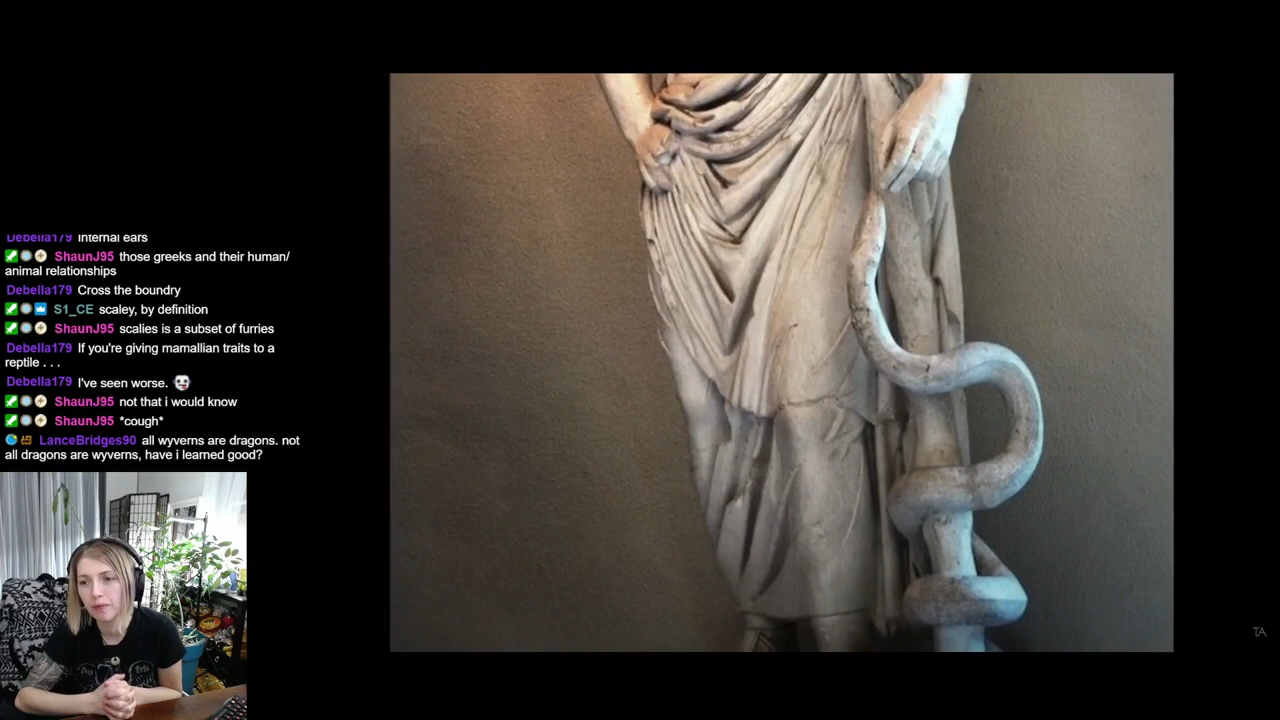 Debella179 internal ears
ShaunJ95 those greeks and their human/
animal relationships
Debella179 Cross the boundry
S1_CE scaley, by definition
ShaunJ95 scalies is a subset of furries
Debella179 If you're giving mamallian traits to a
reptile . . .
Debella179 I've seen worse.
ShaunJ95 not that i would know
ShaunJ95 *cough*
LanceBridges90 all wyverns are dragons. not
all dragons are wyverns, have i learned good?
TA